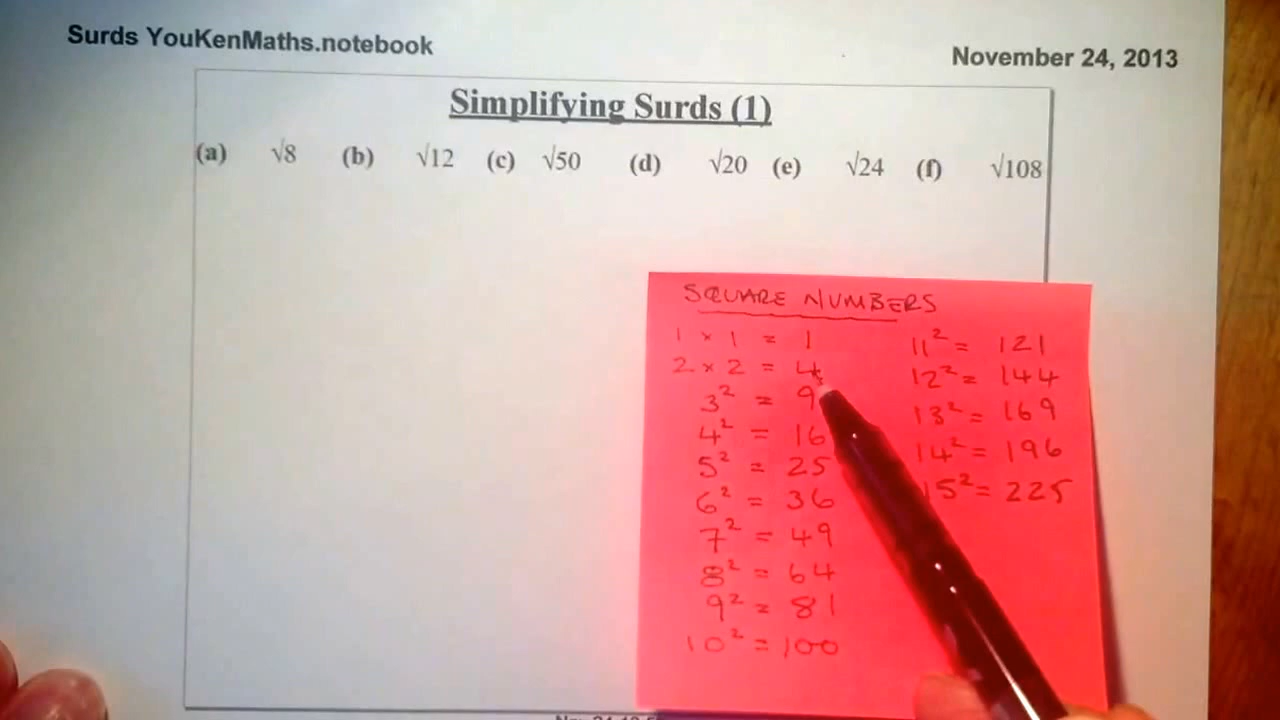 Surds YouKenMaths.notebook
November 24, 2013
Simplifying Surds (1)
(a) √8 (b) √12 (c) √50 (d) √20 (e) √24 (f) √108
SQUARE NUMBERS
1 × 1 = 1
2 × 2 = 4
3² = 9
4² = 16
5² = 25
6² = 36
7² = 49
8² = 64
9² = 81
10² = 100
11² = 121
12² = 144
13² = 169
14² = 196
15² = 225